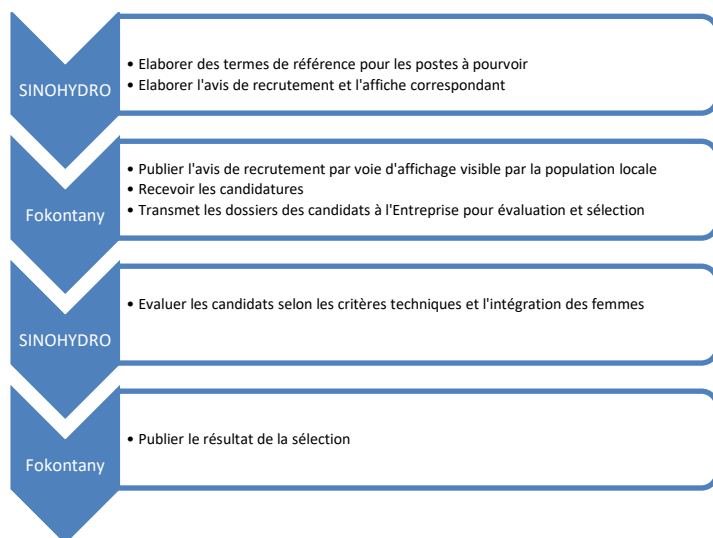 SINOHYDRO
• Elaborer des termes de référence pour les postes à pourvoir
• Elaborer l'avis de recrutement et l'affiche correspondant
Fokontany
• Publier l'avis de recrutement par voie d'affichage visible par la population locale
• Recevoir les candidatures
• Transmet les dossiers des candidats à l'Entreprise pour évaluation et sélection
SINOHYDRO
• Evaluer les candidats selon les critères techniques et l'intégration des femmes
Fokontany
• Publier le résultat de la sélection